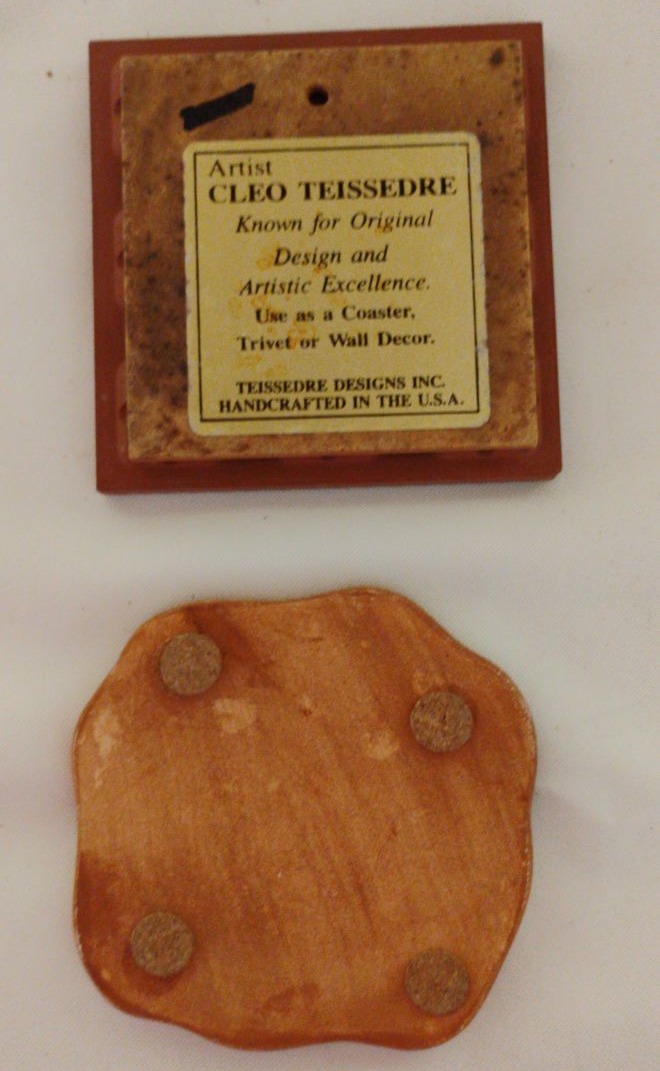 Artist
CLEO TEISSEDRE
Known for Original
Design and
Artistic Excellence.
Use as a Coaster,
Trivet or Wall Decor.
TEISSEDRE DESIGNS INC.
HANDCRAFTED IN THE U.S.A.